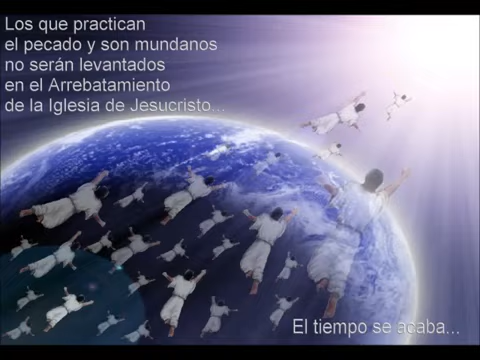 Los que practican
el pecado y son mundanos
no serán levantados
en el Arrebatamiento
de la Iglesia de Jesucristo...
El tiempo se acaba...